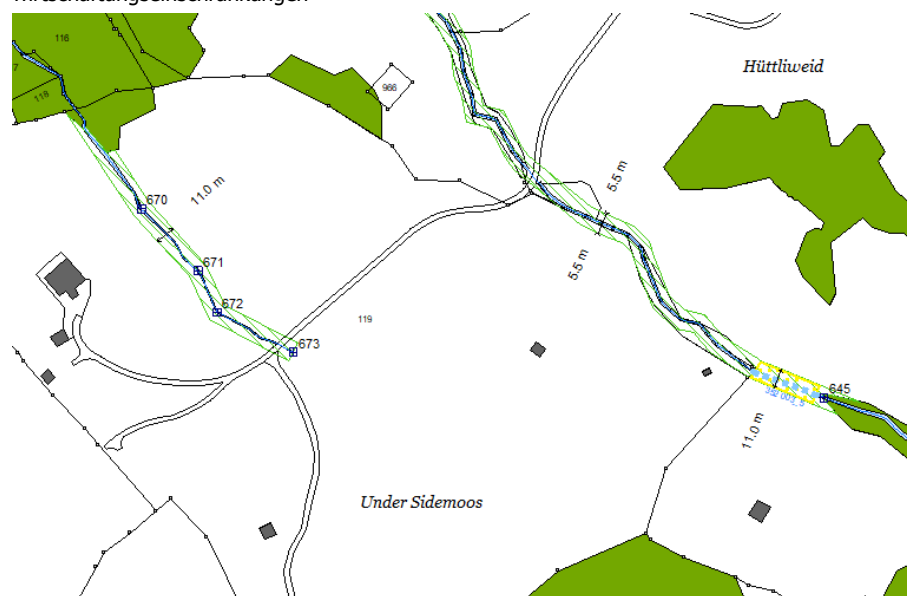 Wirtschaftungseinschränkungen
116
7
118
966
Hüttliweid
11.0 m
5.5 m
670
5.5 m
671
672
119
673
645
11.0 m
Under Sidemoos